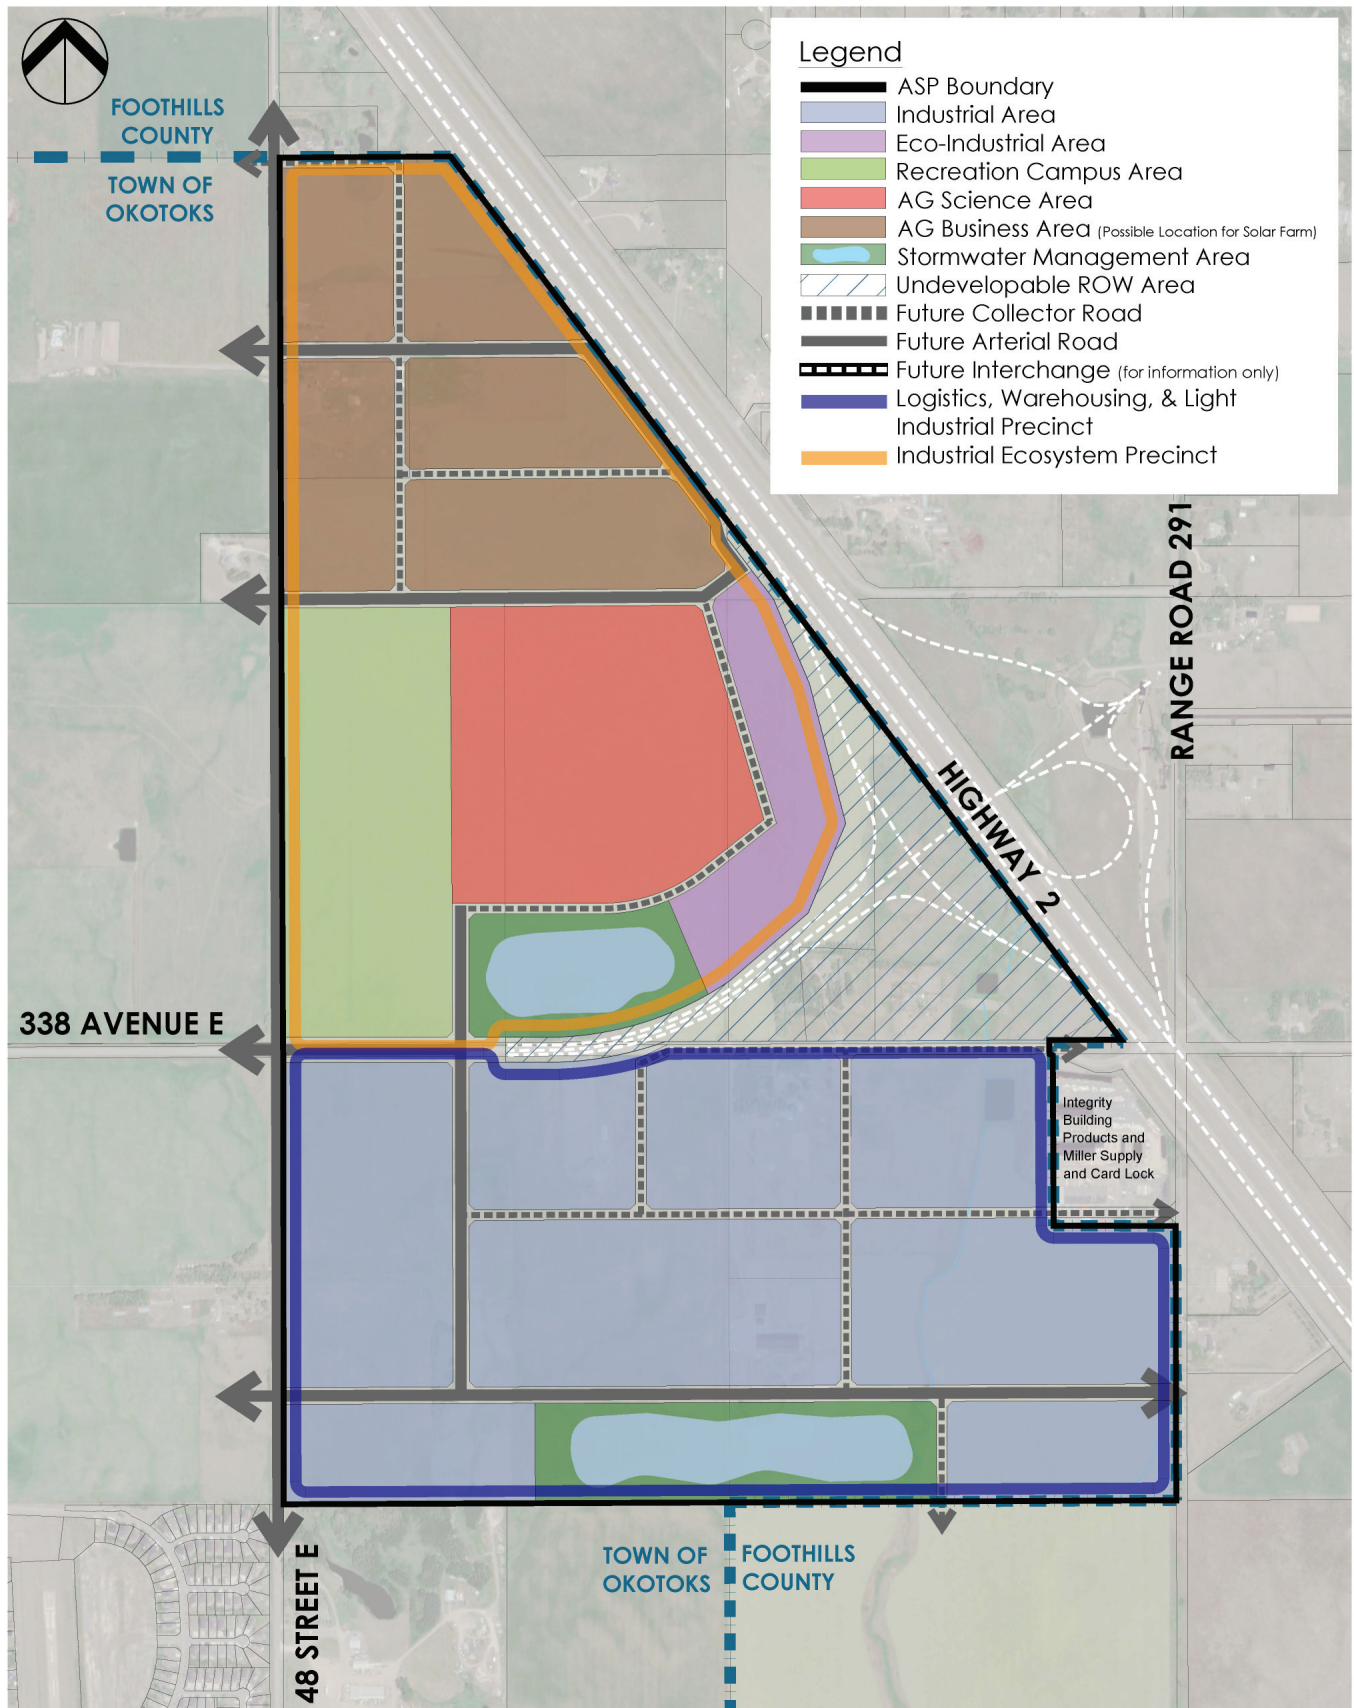 Legend
ASP Boundary
Industrial Area
Eco-Industrial Area
Recreation Campus Area
AG Science Area
AG Business Area (Possible Location for Solar Farm)
Stormwater Management Area
Undevelopable ROW Area
Future Collector Road
Future Arterial Road
Future Interchange (for information only)
Logistics, Warehousing, & Light
Industrial Precinct
Industrial Ecosystem Precinct
FOOTHILLS
COUNTY
TOWN OF
OKOTOKS
RANGE ROAD 291
HIGHWAY 2
338 AVENUE E
Integrity
Building
Products and
Miller Supply
and Card Lock
48 STREET E
TOWN OF
OKOTOKS
FOOTHILLS
COUNTY